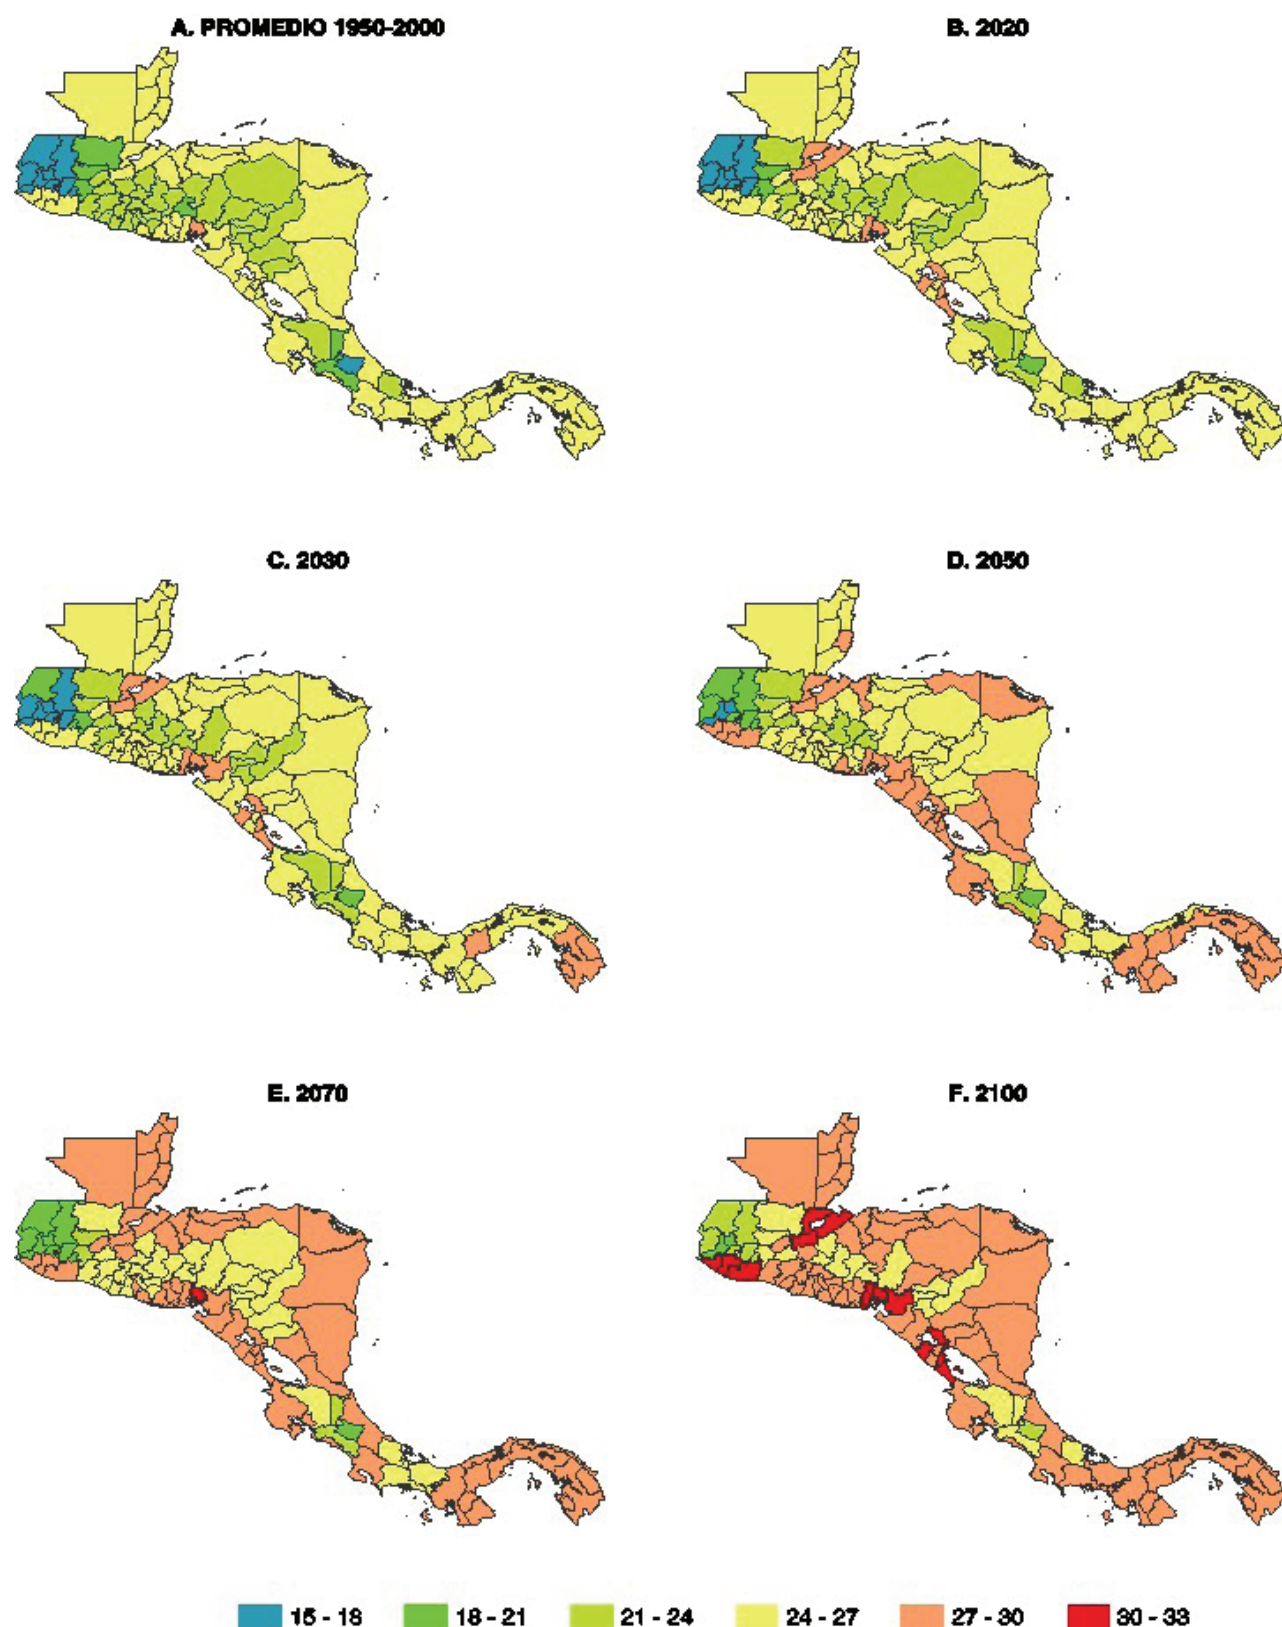 A. PROMEDIO 1950-2000
B. 2020
C. 2030
D. 2050
E. 2070
F. 2100
15 - 18
18 - 21
21 - 24
24 - 27
27 - 30
30 - 33